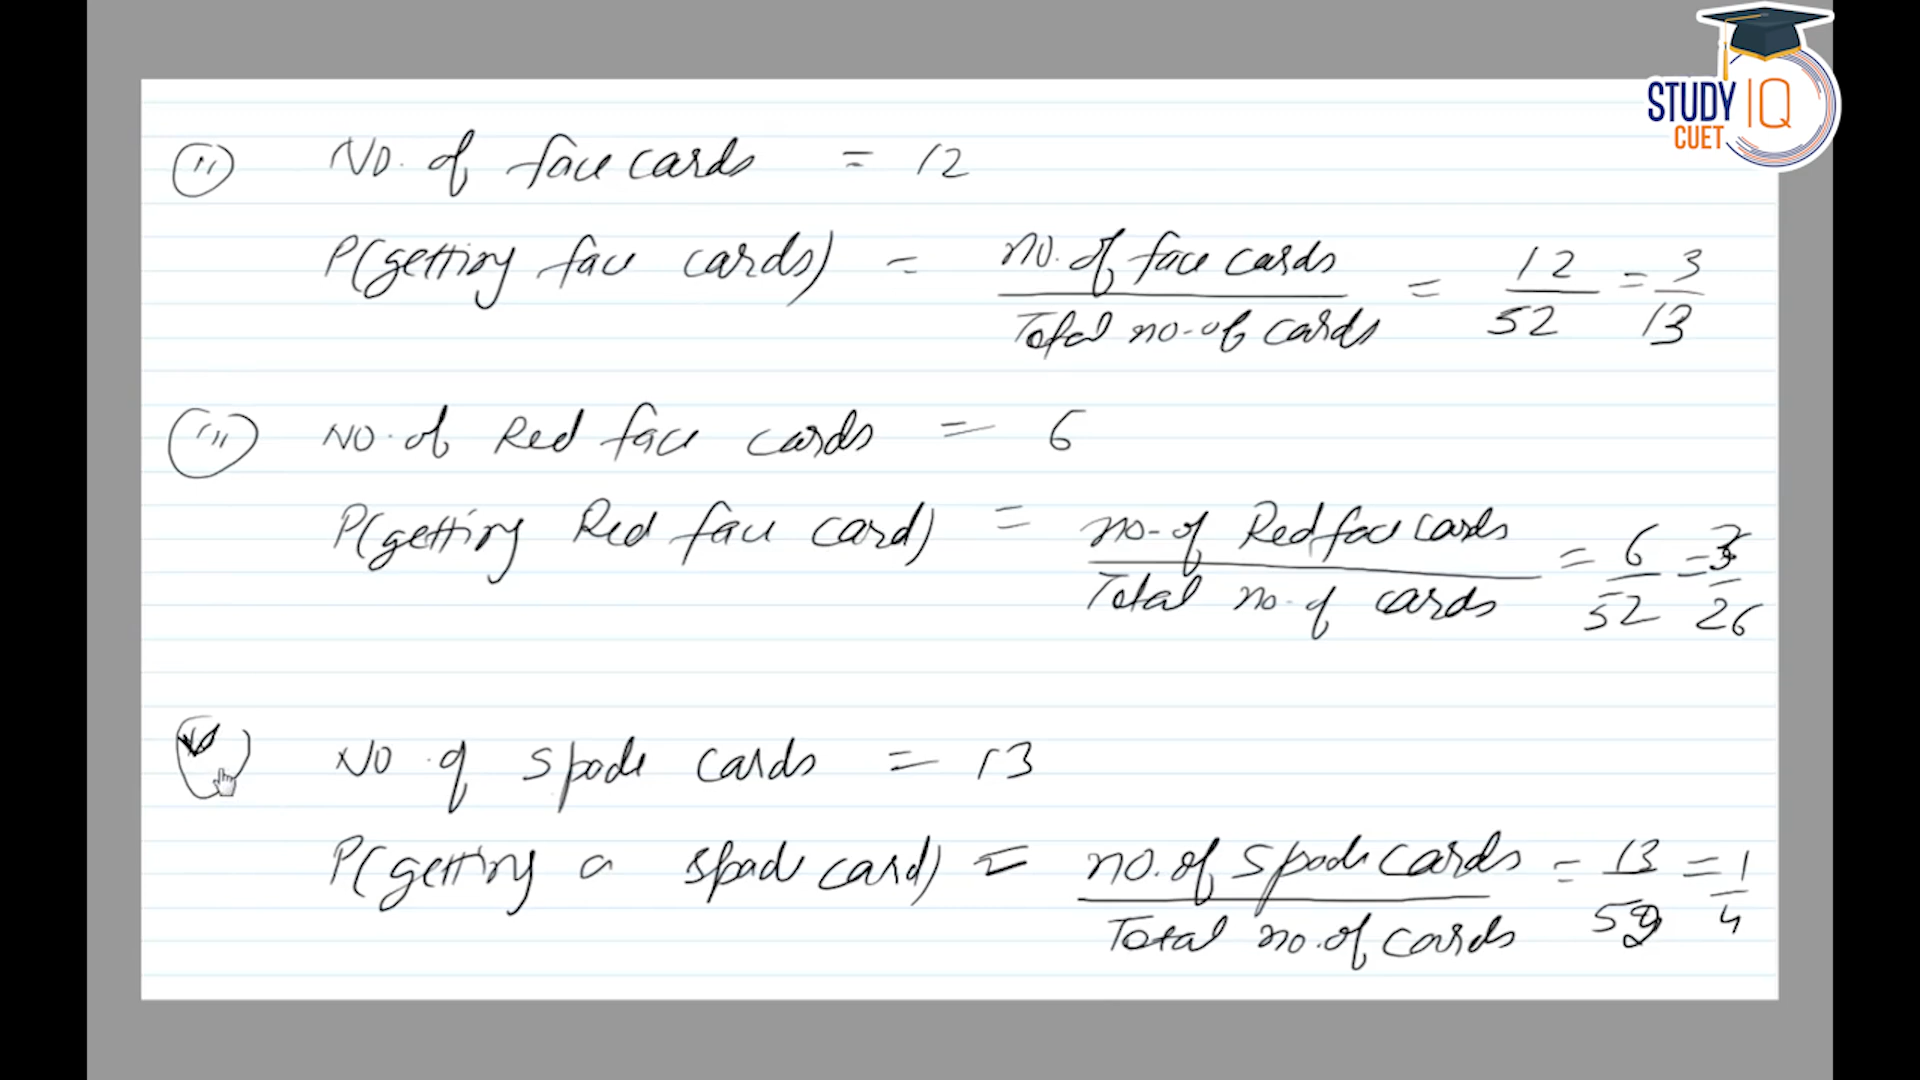 STUDY IQ
CUET
(ii) No. of face cards = 12
P(getting face cards) = no. of face cards / Total no. of cards = 12/52 = 3/13
(iii) No. of Red face cards = 6
P(getting Red face card) = no. of Red face cards / Total no. of cards = 6/52 = 3/26
No. of spade cards = 13
P(getting a spade card) = no. of spade cards / Total no. of cards = 13/52 = 1/4